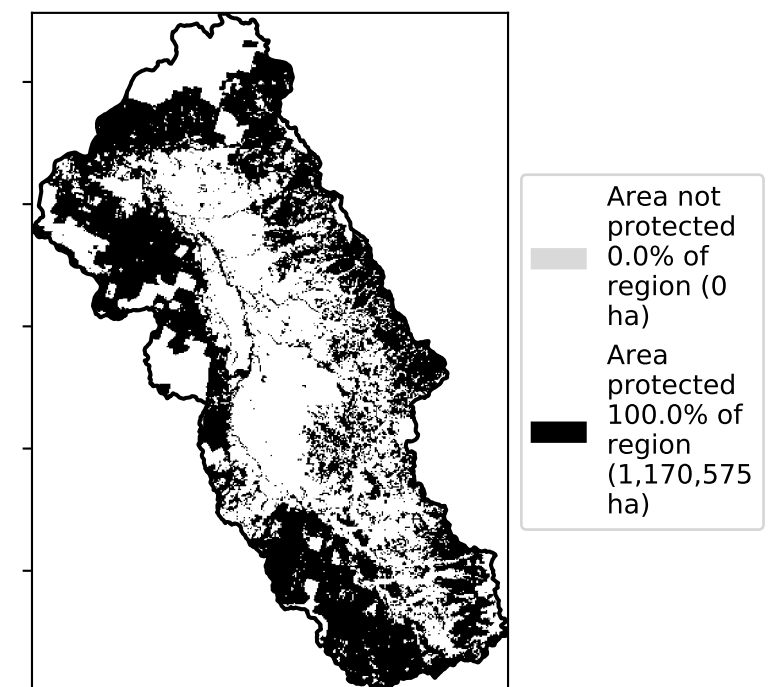 Area not
protected
0.0% of
region (0
ha)
Area
protected
100.0% of
region
(1,170,575
ha)